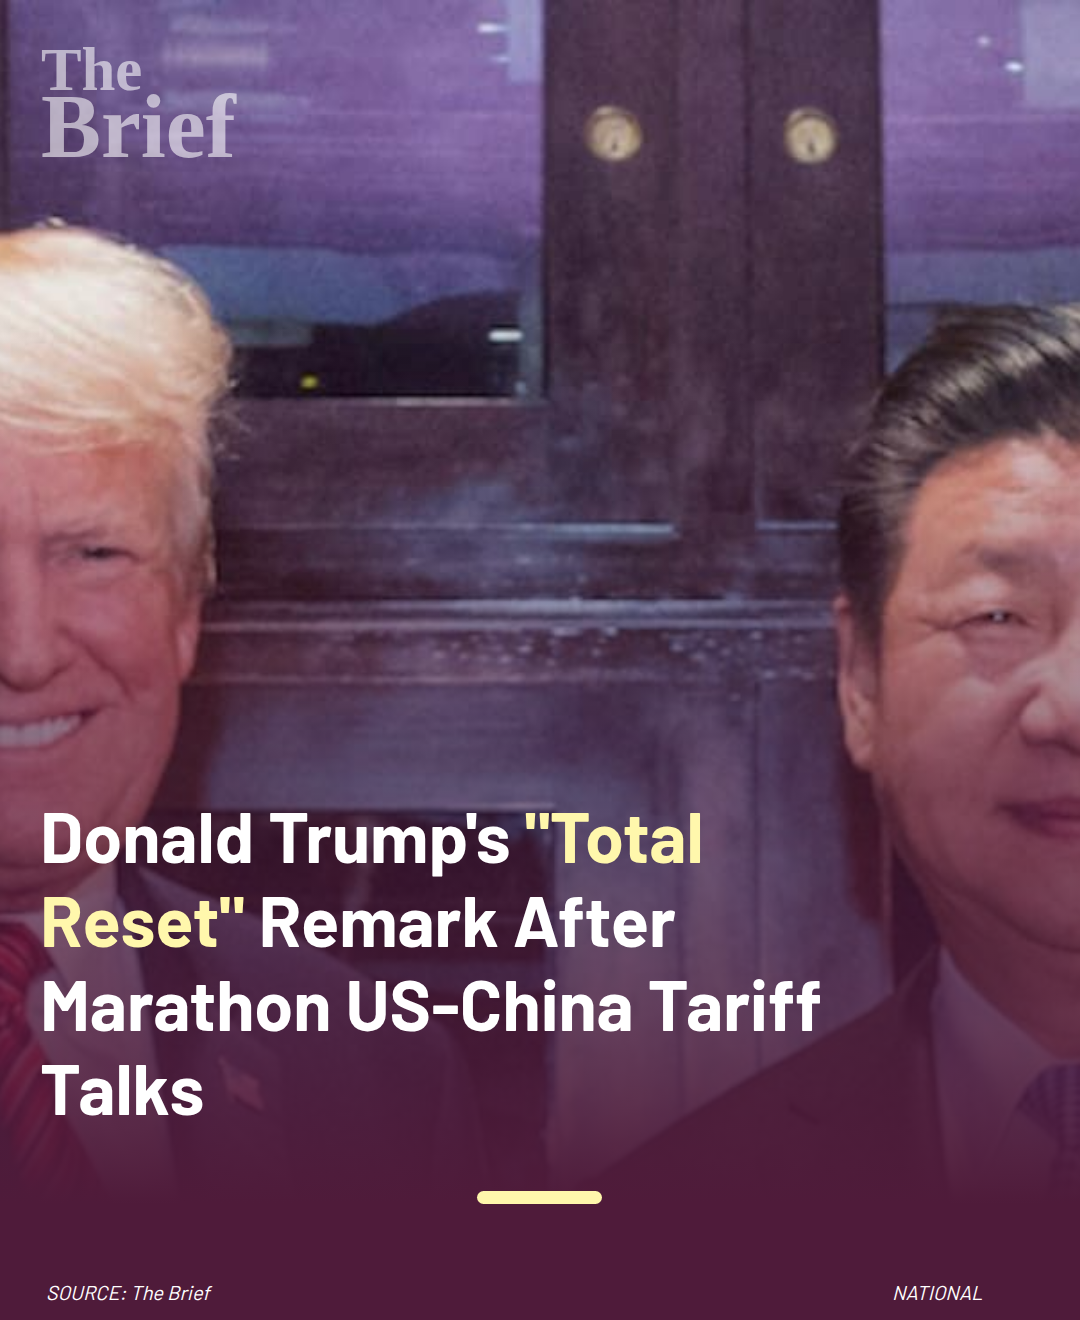 The
Brief
Donald Trump's "Total
Reset" Remark After
Marathon US-China Tariff
Talks
SOURCE: The Brief
NATIONAL